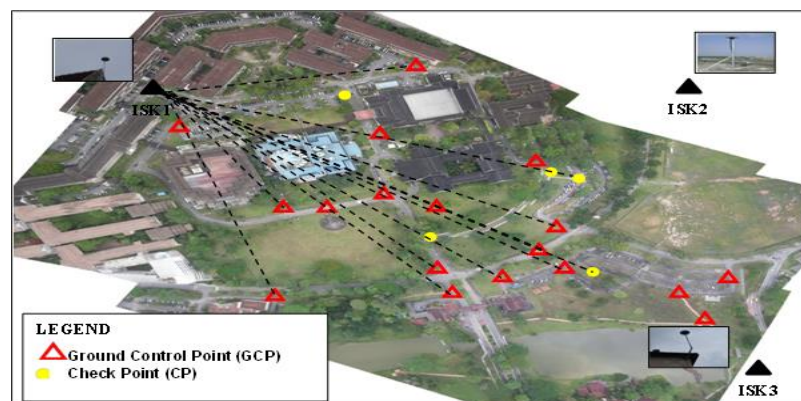 ISK1
ISK2
LEGEND
Ground Control Point (GCP)
Check Point (CP)
ISK3